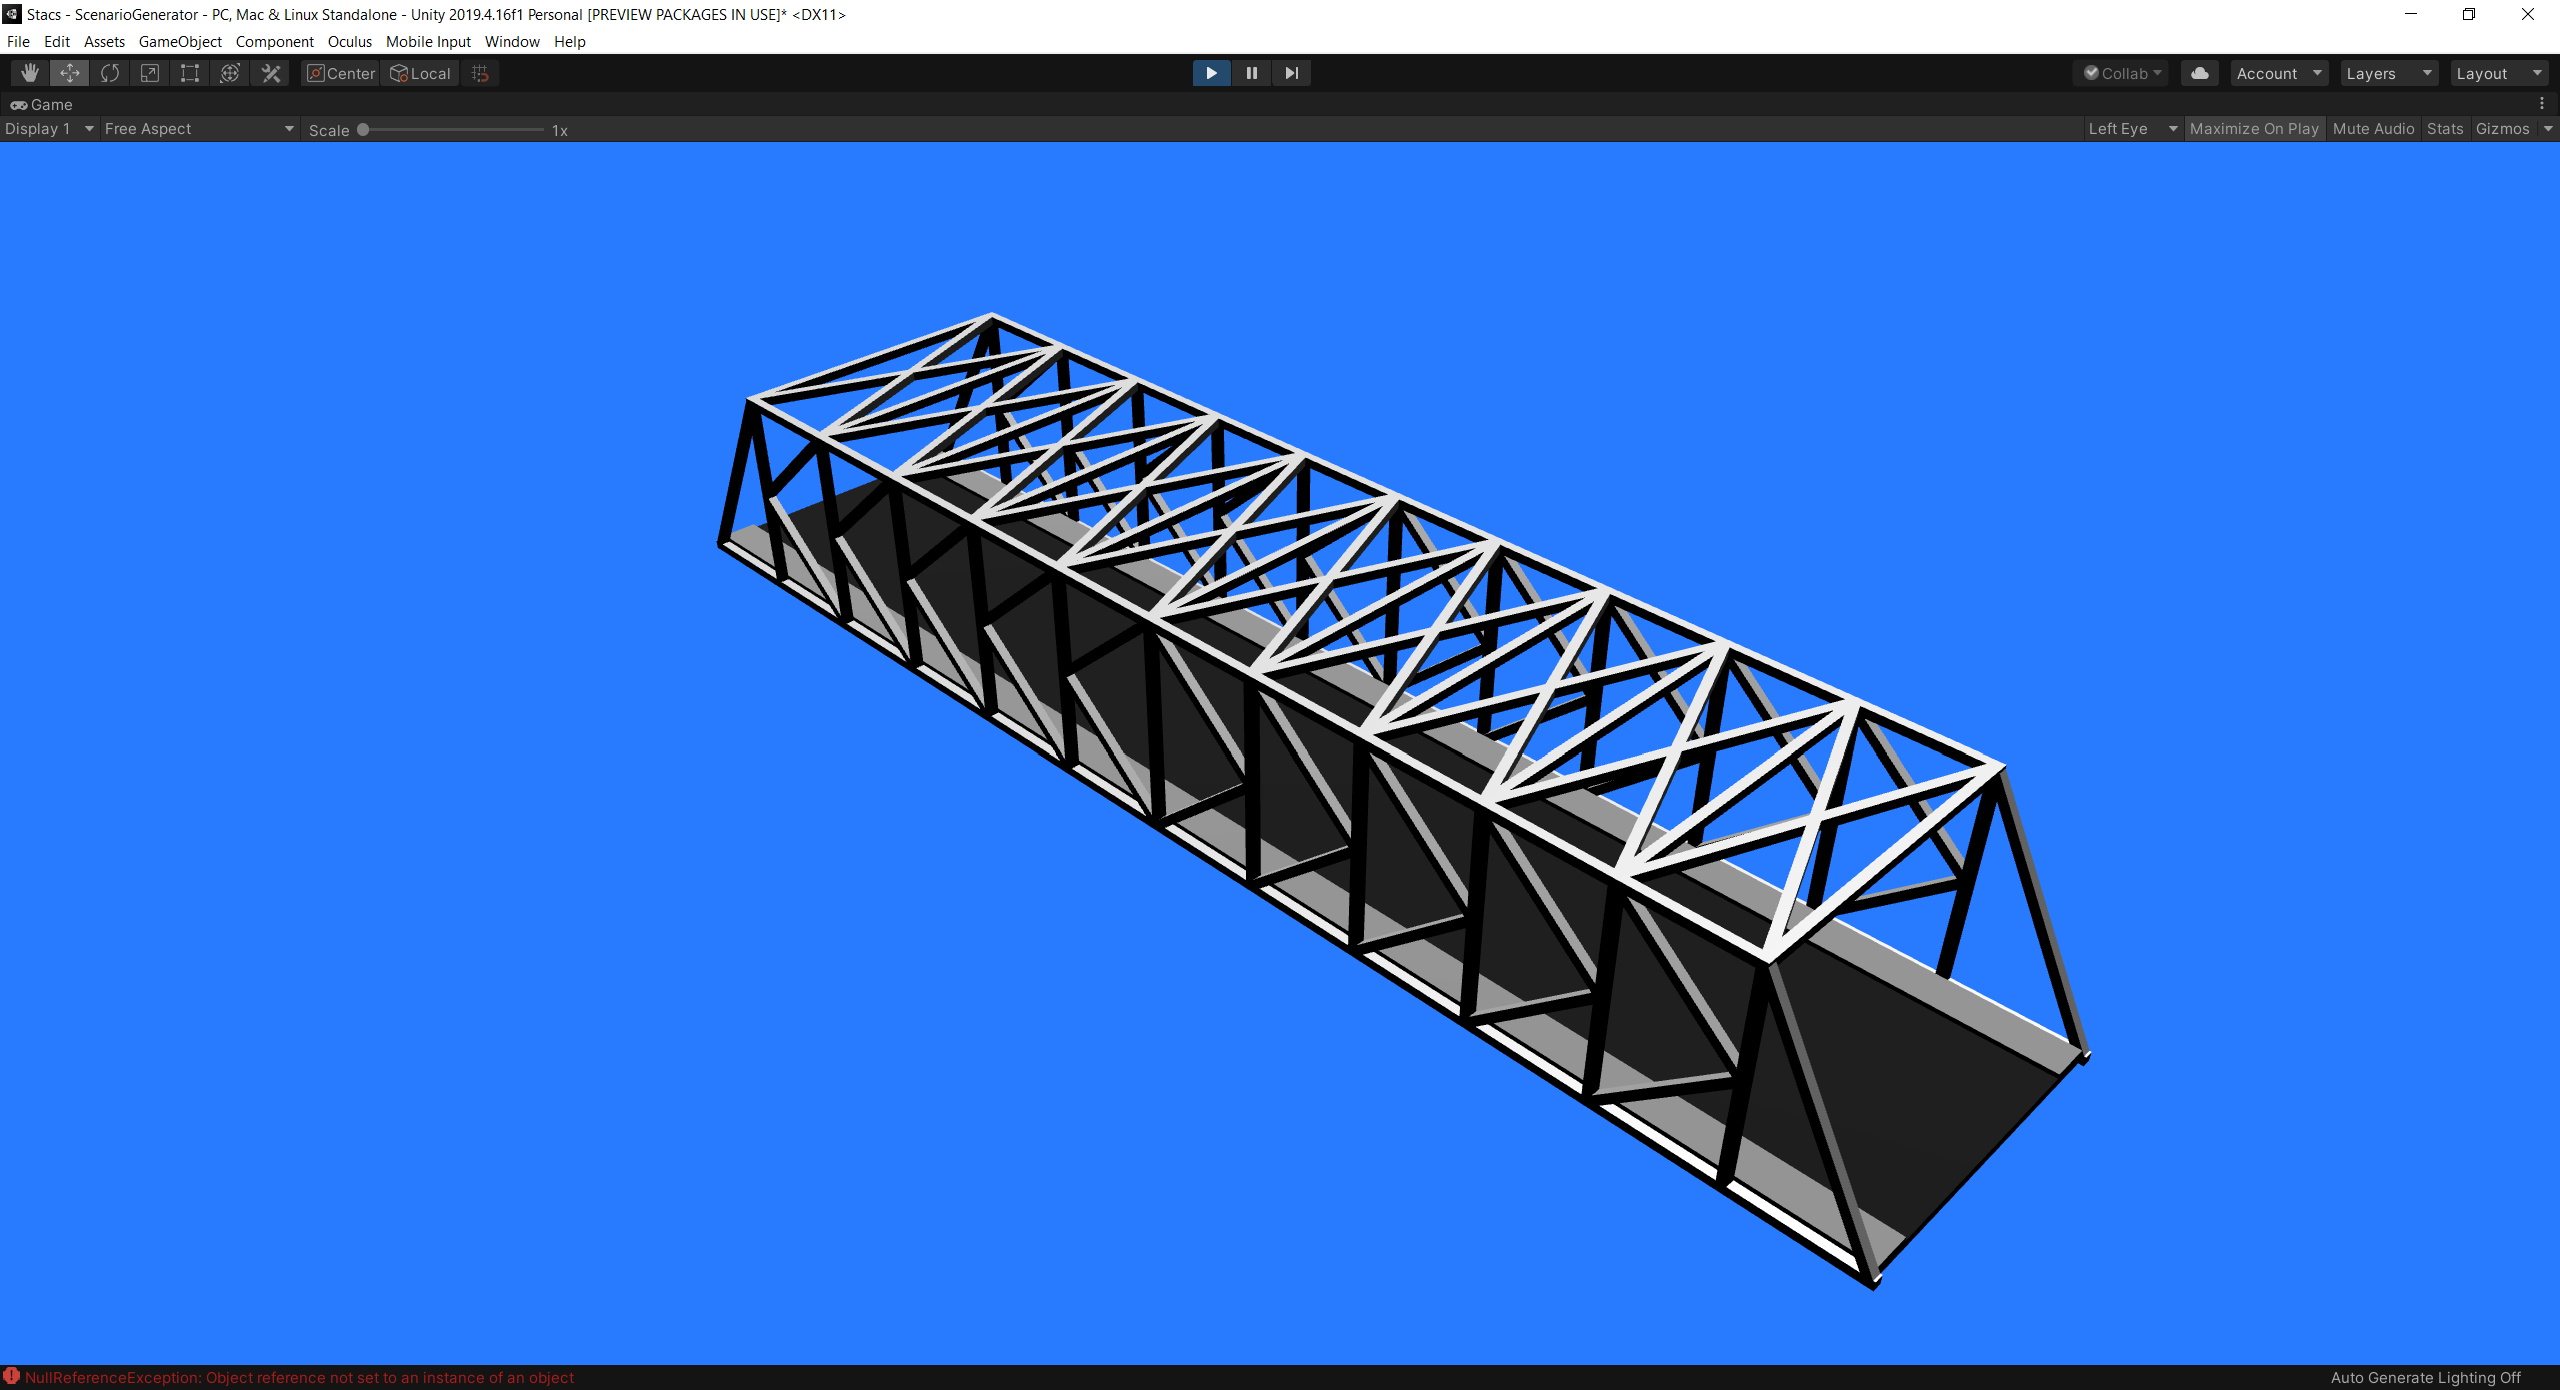 Stacs - ScenarioGenerator - PC, Mac & Linux Standalone - Unity 2019.4.16f1 Personal [PREVIEW PACKAGES IN USE]* <DX11>
File Edit Assets GameObject Component Oculus Mobile Input Window Help
Center Local Collab Account Layers Layout
Game
Display 1 Free Aspect Scale 1x Left Eye Maximize On Play Mute Audio Stats Gizmos
NullReferenceException: Object reference not set to an instance of an object Auto Generate Lighting Off